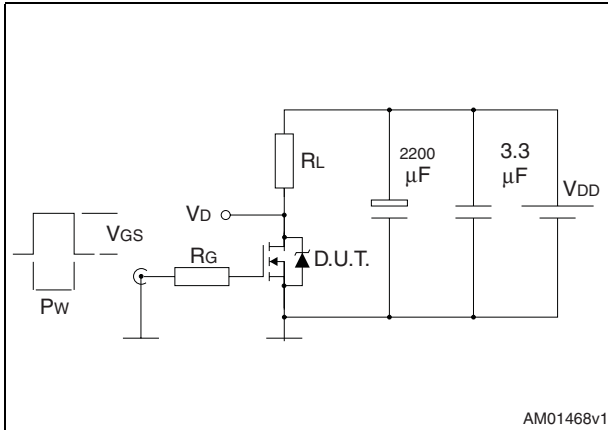 RL
2200
μF
3.3
μF
VDD
VD
VGS
RG
D.U.T.
PW
AM01468v1